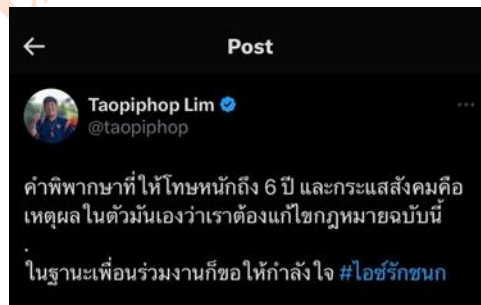 Post
Taopiphop Lim
@taopiphop
คำพิพากษาที่ให้โทษหนักถึง 6 ปี และกระแสสังคมคือ
เหตุผลในตัวมันเองว่าเราต้องแก้ไขกฎหมายฉบับนี้
.
ในฐานะเพื่อนร่วมงานก็ขอให้กำลังใจ #ไอซ์รักชนก